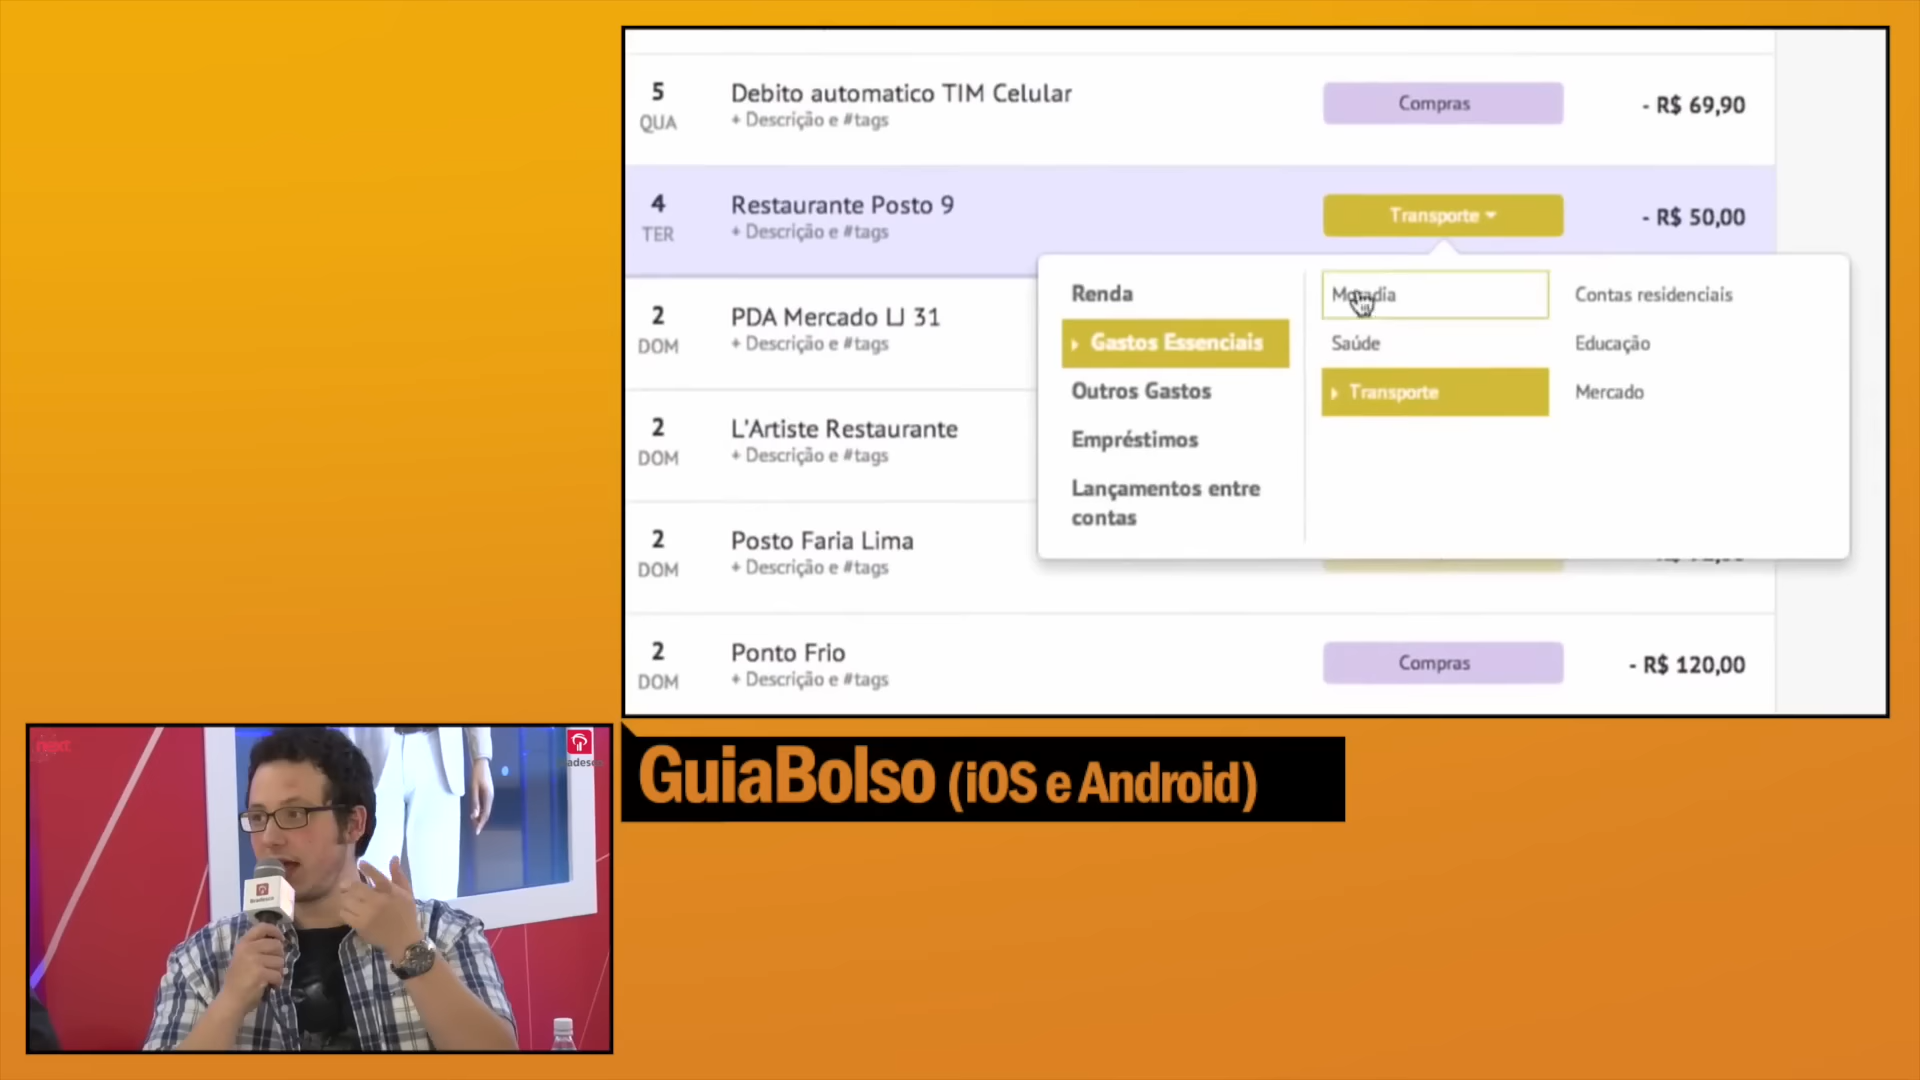 5
QUA
Debito automatico TIM Celular
+ Descrição e #tags
Compras
- R$ 69,90
4
TER
Restaurante Posto 9
+ Descrição e #tags
Transporte
- R$ 50,00
2
DOM
PDA Mercado LJ 31
+ Descrição e #tags
Renda
Gastos Essenciais
Outros Gastos
Empréstimos
Lançamentos entre
contas
Moradia
Contas residenciais
Saúde
Educação
Transporte
Mercado
2
DOM
L'Artiste Restaurante
+ Descrição e #tags
2
DOM
Posto Faria Lima
+ Descrição e #tags
2
DOM
Ponto Frio
+ Descrição e #tags
Compras
- R$ 120,00
next
Bradesco
GuiaBolso (iOS e Android)